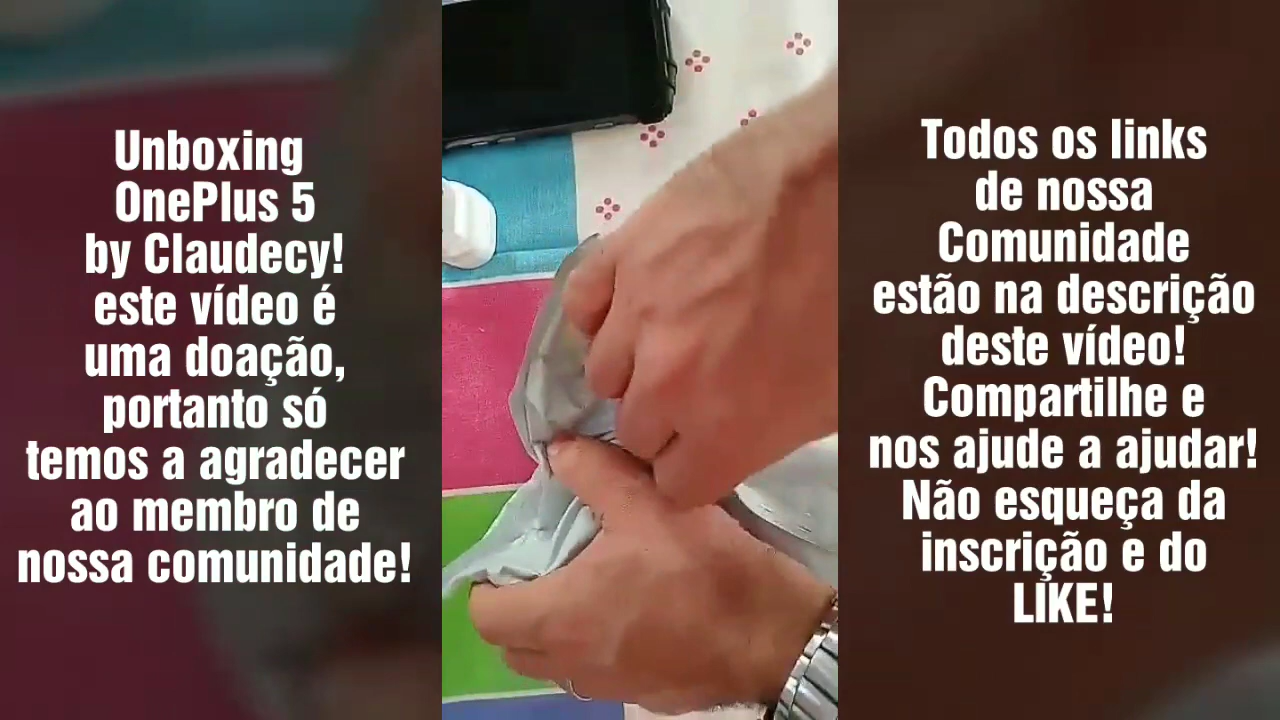 Unboxing
OnePlus 5
by Claudecy!
este vídeo é
uma doação,
portanto só
temos a agradecer
ao membro de
nossa comunidade!
Todos os links
de nossa
Comunidade
estão na descrição
deste vídeo!
Compartilhe e
nos ajude a ajudar!
Não esqueça da
inscrição e do
LIKE!